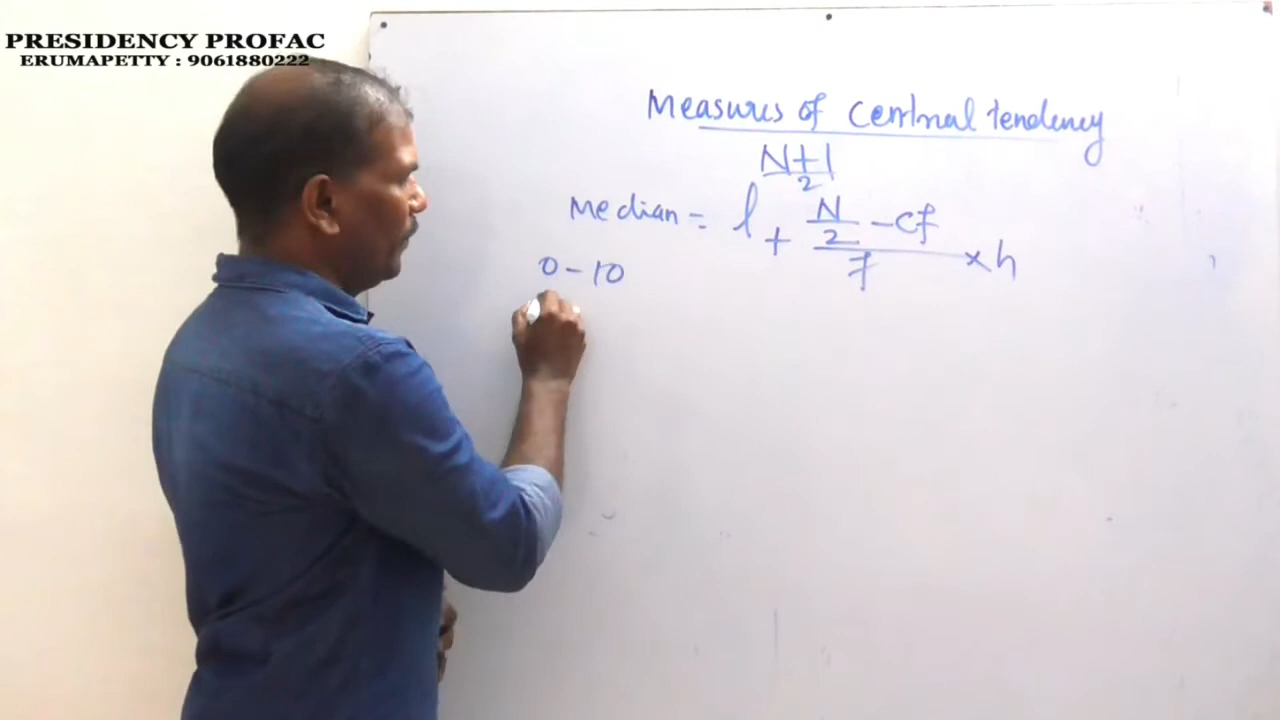 PRESIDENCY PROFAC
ERUMAPETTY : 9061880222
Measures of Central tendency
N+1
2
Median = l + N/2 - cf / f × h
0 - 10